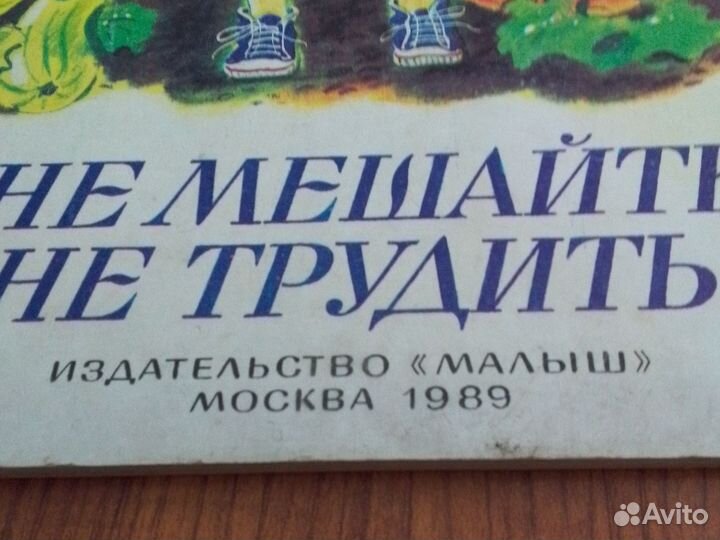 НЕ МЕШАЙТ
НЕ ТРУДИТЬ
ИЗДАТЕЛЬСТВО «МАЛЫШ»
МОСКВА 1989
Avito